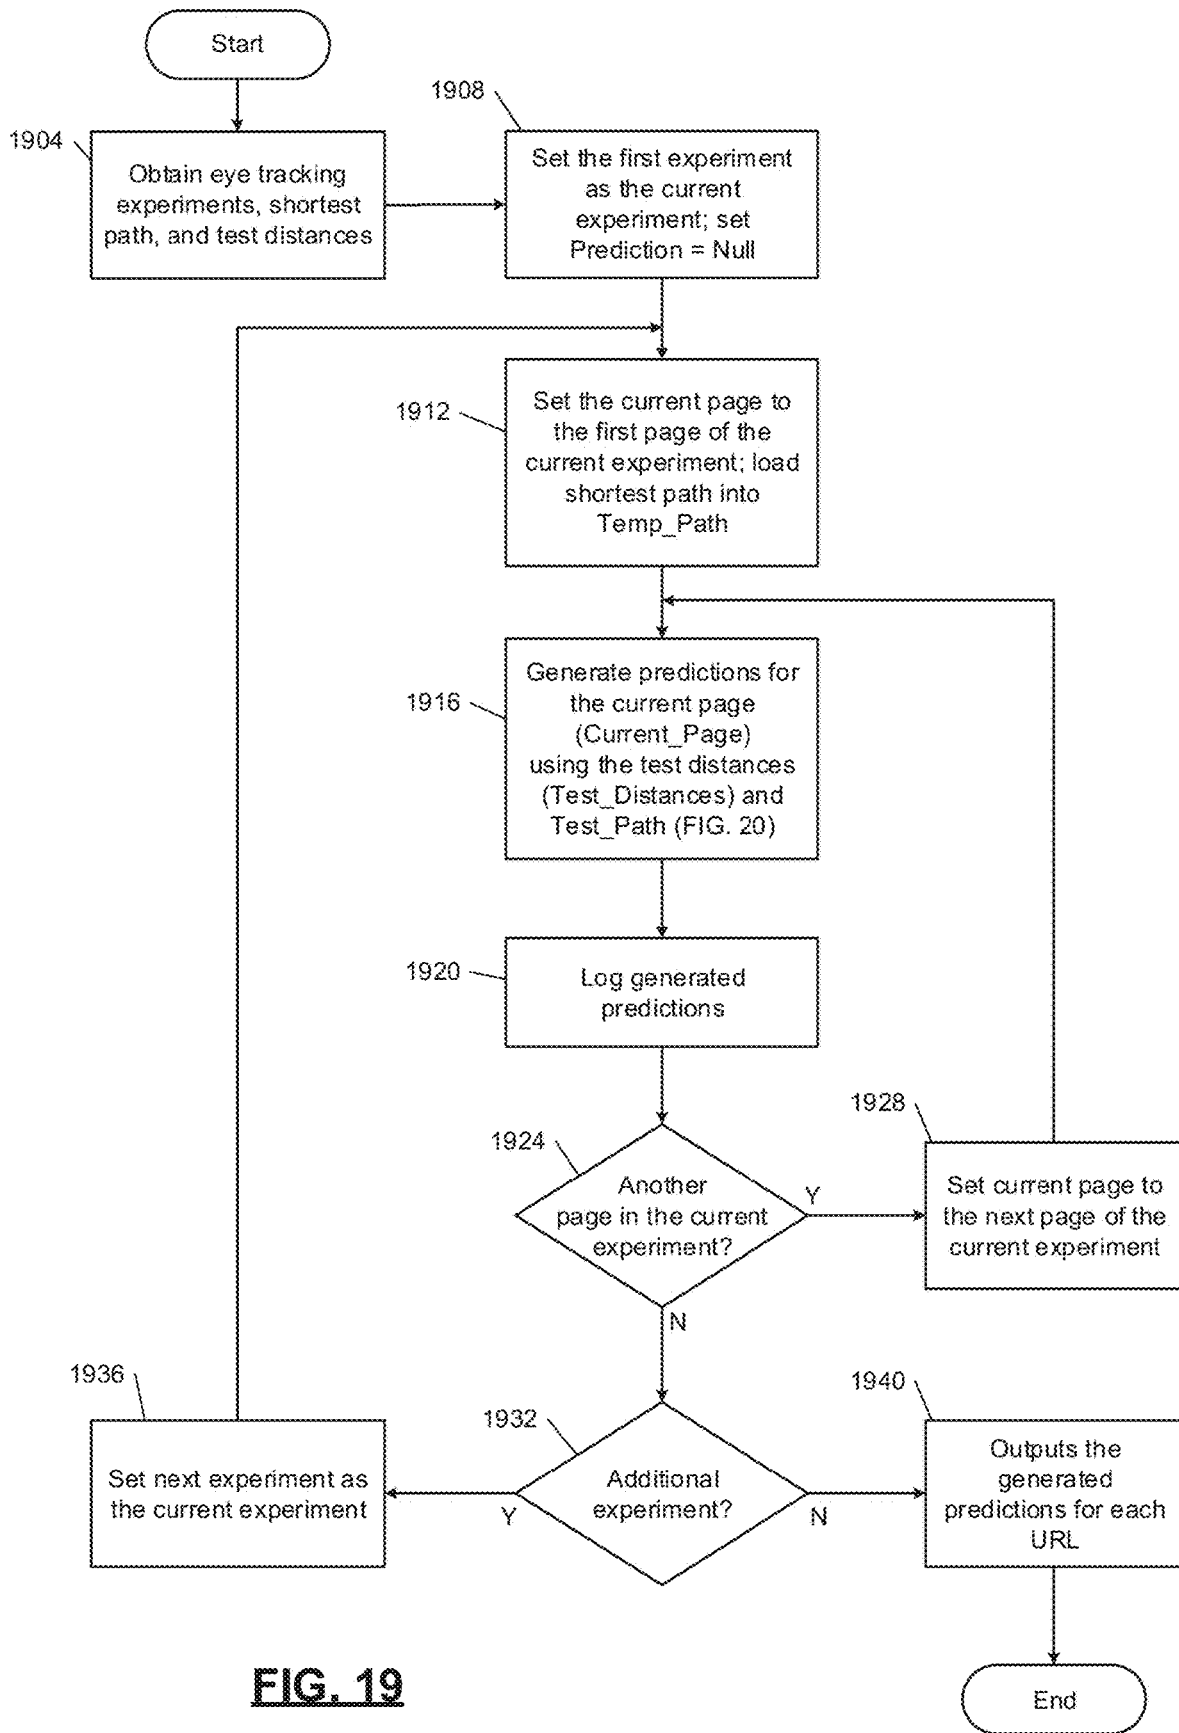 Start
1904
Obtain eye tracking
experiments, shortest
path, and test distances
1908
Set the first experiment
as the current
experiment; set
Prediction = Null
1912
Set the current page to
the first page of the
current experiment; load
shortest path into
Temp_Path
1916
Generate predictions for
the current page
(Current_Page)
using the test distances
(Test_Distances) and
Test_Path (FIG. 20)
1920
Log generated
predictions
1924
Another
page in the current
experiment?
Y
N
1928
Set current page to
the next page of the
current experiment
1932
Additional
experiment?
Y
N
1936
Set next experiment as
the current experiment
1940
Outputs the
generated
predictions for each
URL
End
FIG. 19